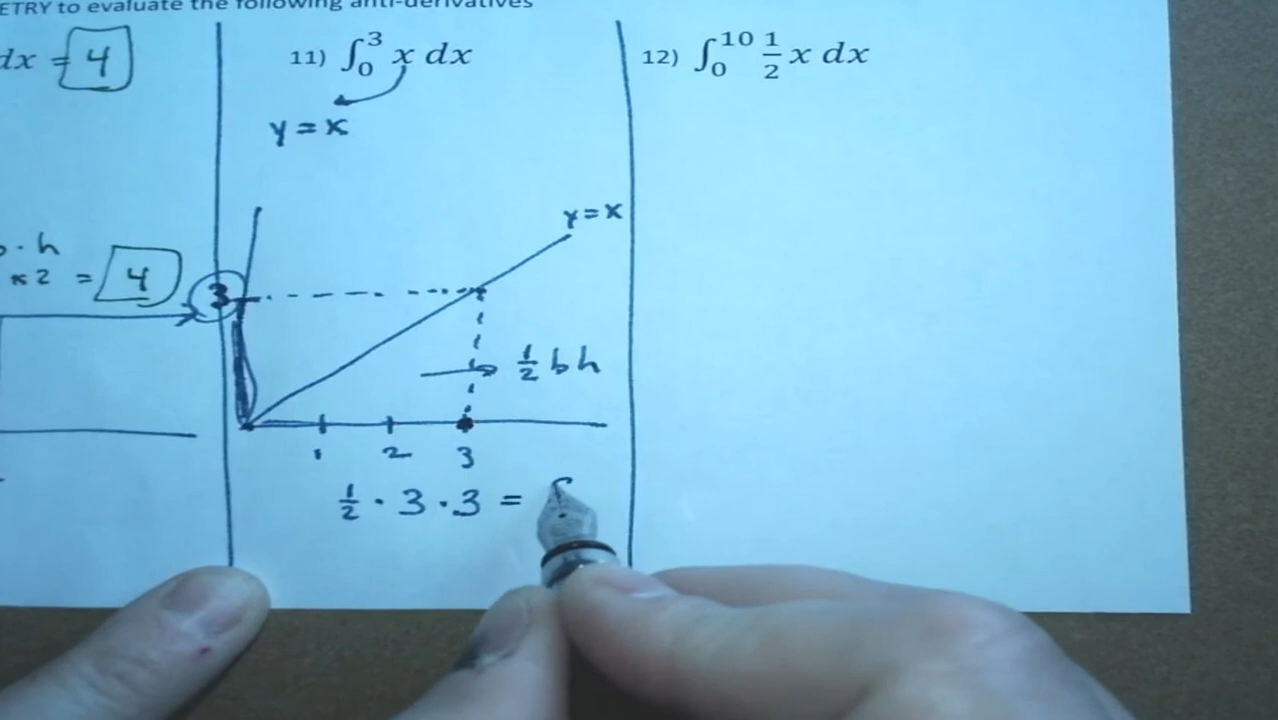 ETRY to evaluate the following anti-derivatives
dx = 4
11) ∫₀³ x dx
12) ∫₀¹⁰ 1/2 x dx
y = x
y = x
· h
x 2 = 4
3
1/2 bh
1 2 3
1/2 · 3 · 3 =